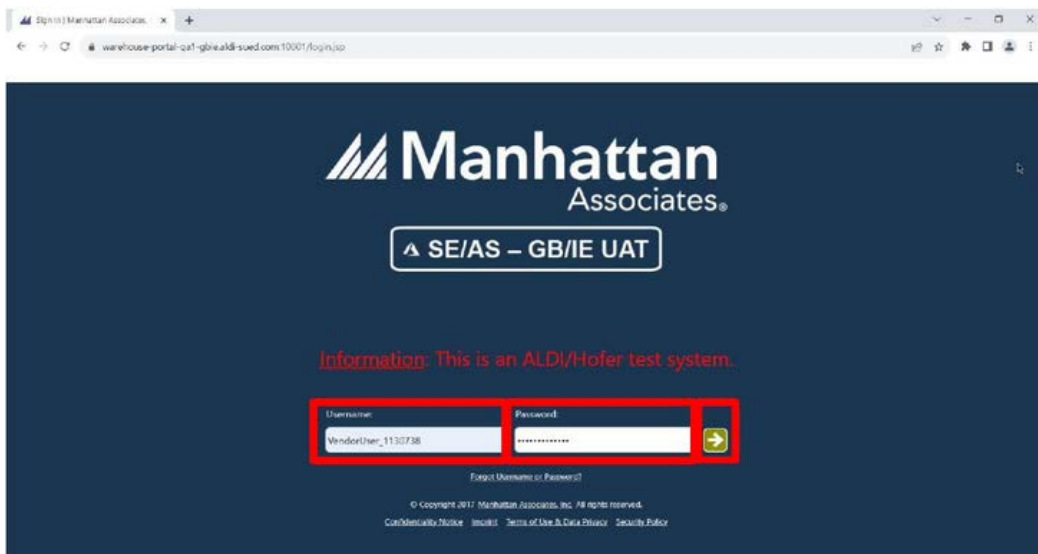 Sign In | Manhattan Associates
warehouse-portal-qa1-gbie.aldi-sued.com:10001/login.jsp
Manhattan
Associates®
SE/AS – GB/IE UAT
Information: This is an ALDI/Hofer test system.
Username: Password:
VendorUser_1130738 •••••••••••••
Forgot Username or Password?
© Copyright 2017 Manhattan Associates, Inc. All rights reserved.
Confidentiality Notice Imprint Terms of Use & Data Privacy Security Policy